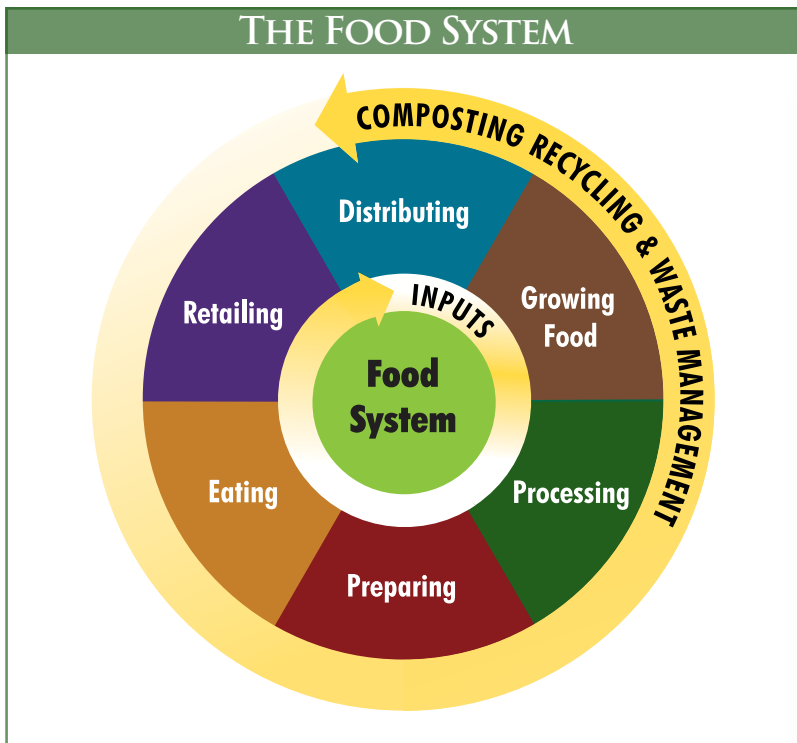 THE FOOD SYSTEM
COMPOSTING RECYCLING & WASTE MANAGEMENT
Distributing
Growing
Food
Processing
Preparing
Eating
Retailing
INPUTS
Food
System